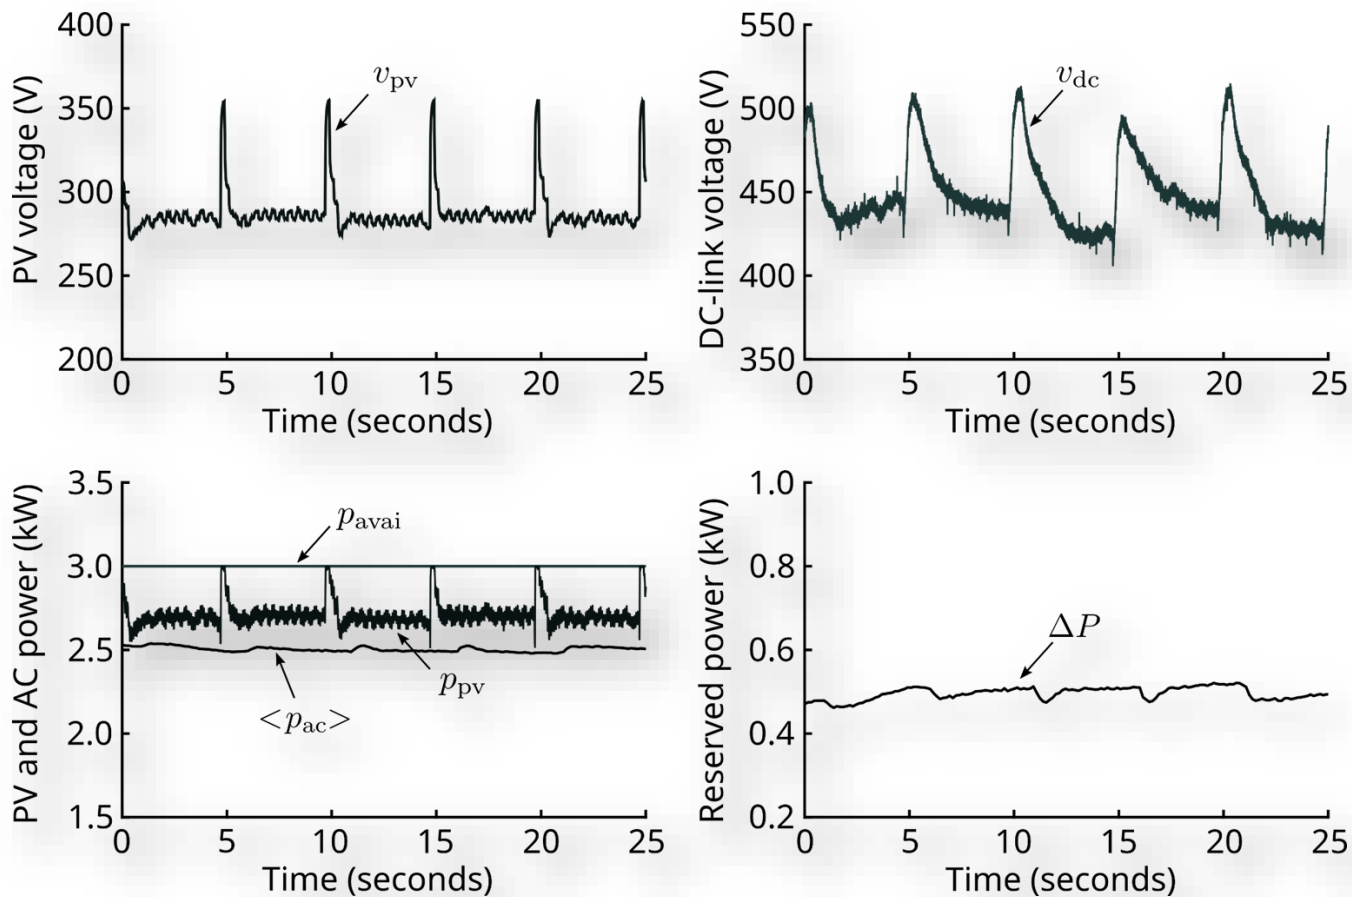 400
350
300
250
200
PV voltage (V)
v_pv
0 5 10 15 20 25
Time (seconds)
550
500
450
400
350
DC-link voltage (V)
v_dc
0 5 10 15 20 25
Time (seconds)
3.5
3.0
2.5
2.0
1.5
PV and AC power (kW)
p_avai
p_pv
<p_ac>
0 5 10 15 20 25
Time (seconds)
1.0
0.8
0.6
0.4
0.2
Reserved power (kW)
ΔP
0 5 10 15 20 25
Time (seconds)